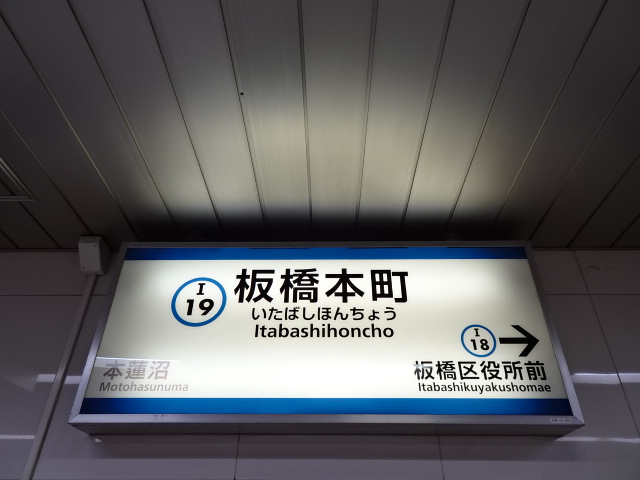 I
19
板橋本町
いたばしほんちょう
Itabashihoncho
I
18
本蓮沼
Motohasunuma
板橋区役所前
Itabashikuyakushomae